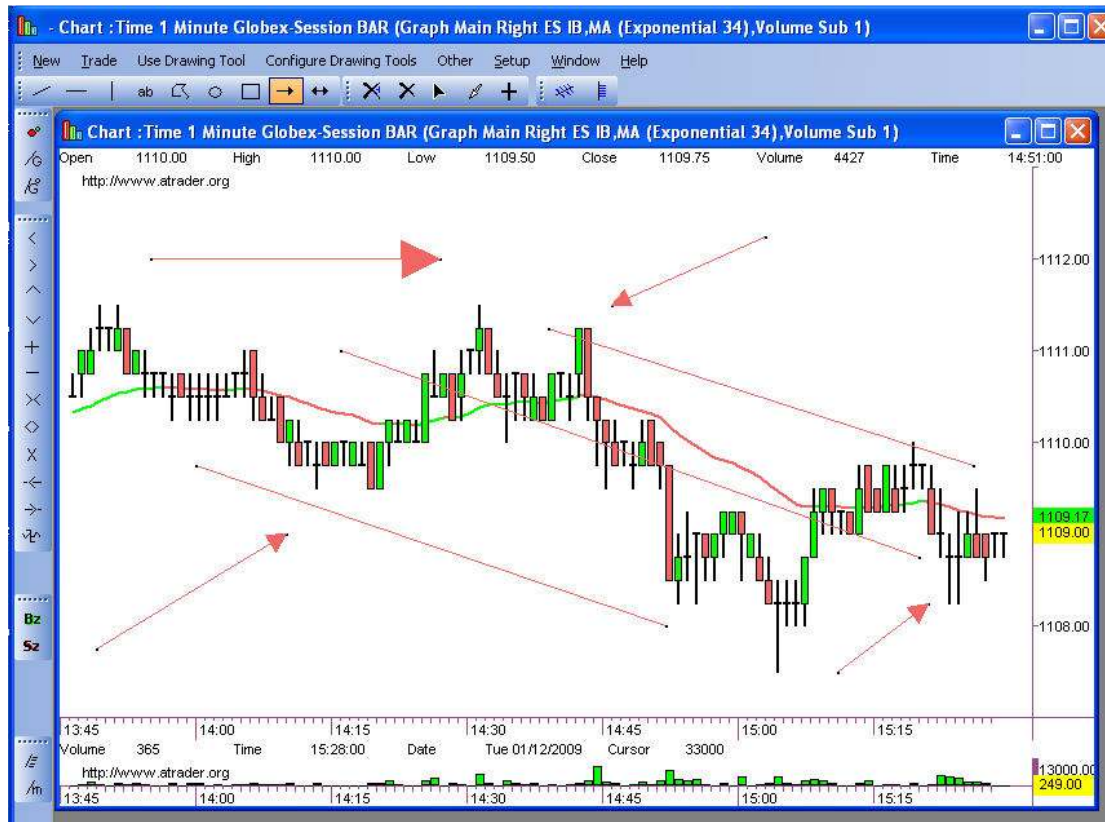 - Chart :Time 1 Minute Globex-Session BAR (Graph Main Right ES IB,MA (Exponential 34),Volume Sub 1)
New Trade Use Drawing Tool Configure Drawing Tools Other Setup Window Help
ab
Chart :Time 1 Minute Globex-Session BAR (Graph Main Right ES IB,MA (Exponential 34),Volume Sub 1)
Open 1110.00 High 1110.00 Low 1109.50 Close 1109.75 Volume 4427 Time 14:51:00
http://www.atrader.org
1112.00
1111.00
1110.00
1109.17
1109.00
1108.00
Bz
Sz
13:45 14:00 14:15 14:30 14:45 15:00 15:15
Volume 365 Time 15:28:00 Date Tue 01/12/2009 Cursor 33000
http://www.atrader.org
13000.00
249.00
13:45 14:00 14:15 14:30 14:45 15:00 15:15